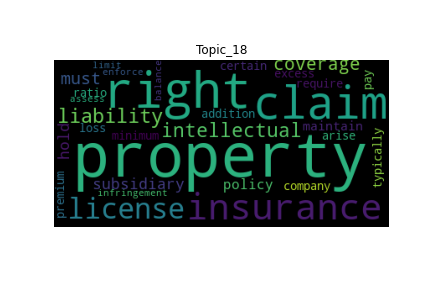 Topic_18
limit certain coverage
must enforce balance right excess pay
ratio require claim
assess
liability addition maintain
hold loss intellectual
minimum arise typically
property
subsidiary policy company
premium infringement
license insurance